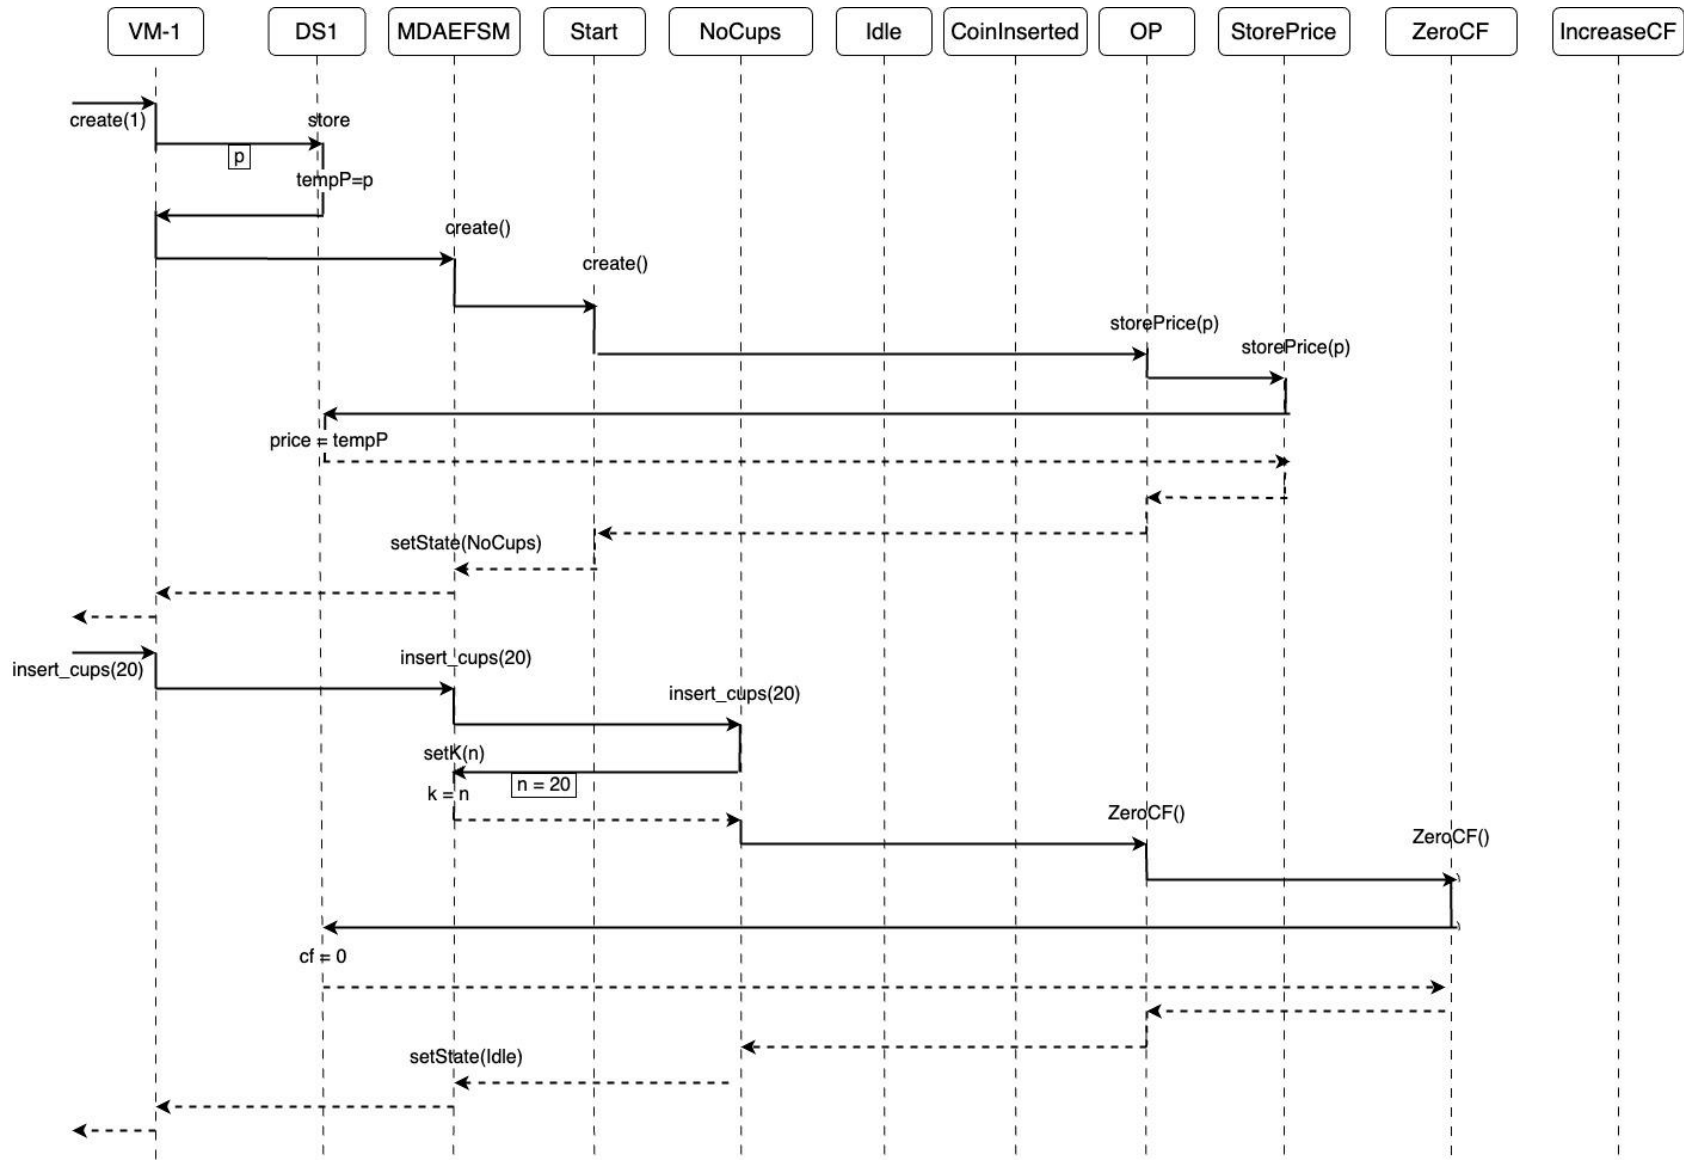 VM-1 DS1 MDAEFSM Start NoCups Idle CoinInserted OP StorePrice ZeroCF IncreaseCF
create(1)
store
p
tempP=p
create()
create()
storePrice(p)
storePrice(p)
price = tempP
setState(NoCups)
insert_cups(20)
insert_cups(20)
insert_cups(20)
setK(n)
n = 20
k = n
ZeroCF()
ZeroCF()
cf = 0
setState(Idle)